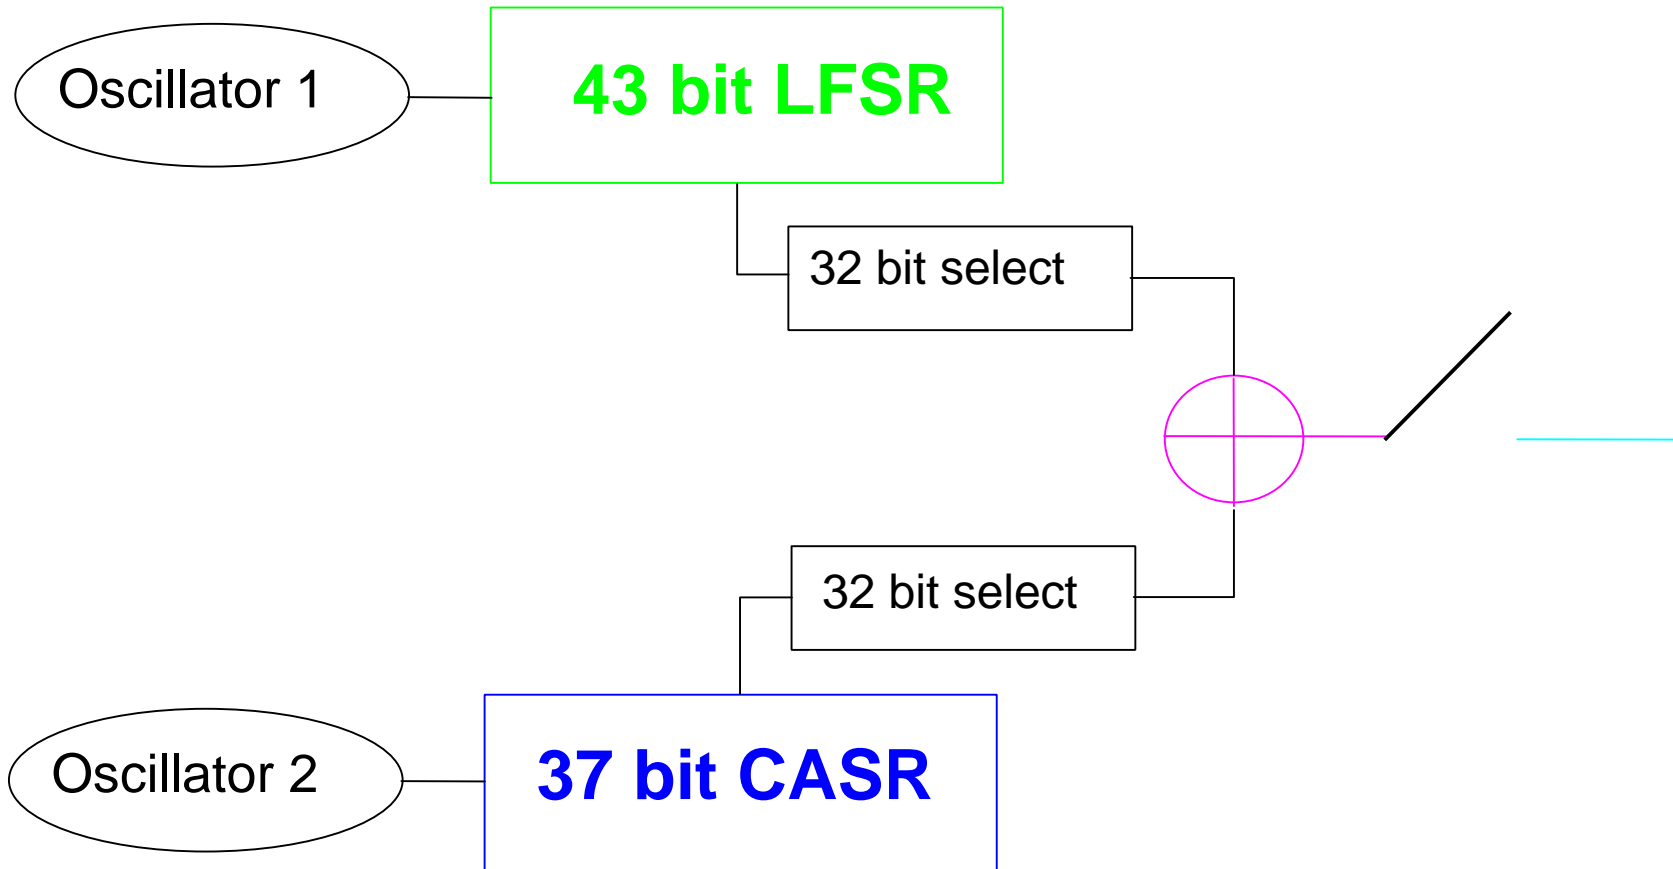 Oscillator 1
43 bit LFSR
32 bit select
32 bit select
Oscillator 2
37 bit CASR